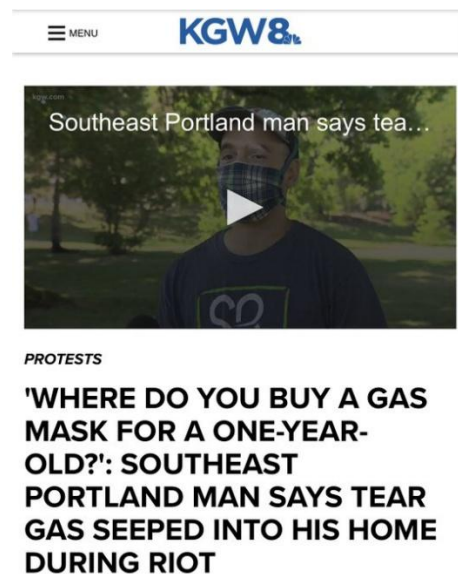 MENU
KGW8
kgw.com
Southeast Portland man says tea...
PROTESTS
'WHERE DO YOU BUY A GAS
MASK FOR A ONE-YEAR-
OLD?': SOUTHEAST
PORTLAND MAN SAYS TEAR
GAS SEEPED INTO HIS HOME
DURING RIOT